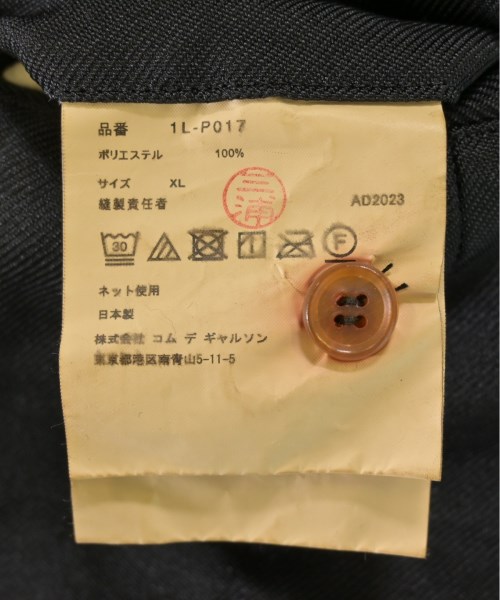 品番 1L-P017
ポリエステル 100%
サイズ XL
縫製責任者 三浦 AD2023
30 F
ネット使用
日本製
株式会社 コム デ ギャルソン
東京都港区南青山5-11-5